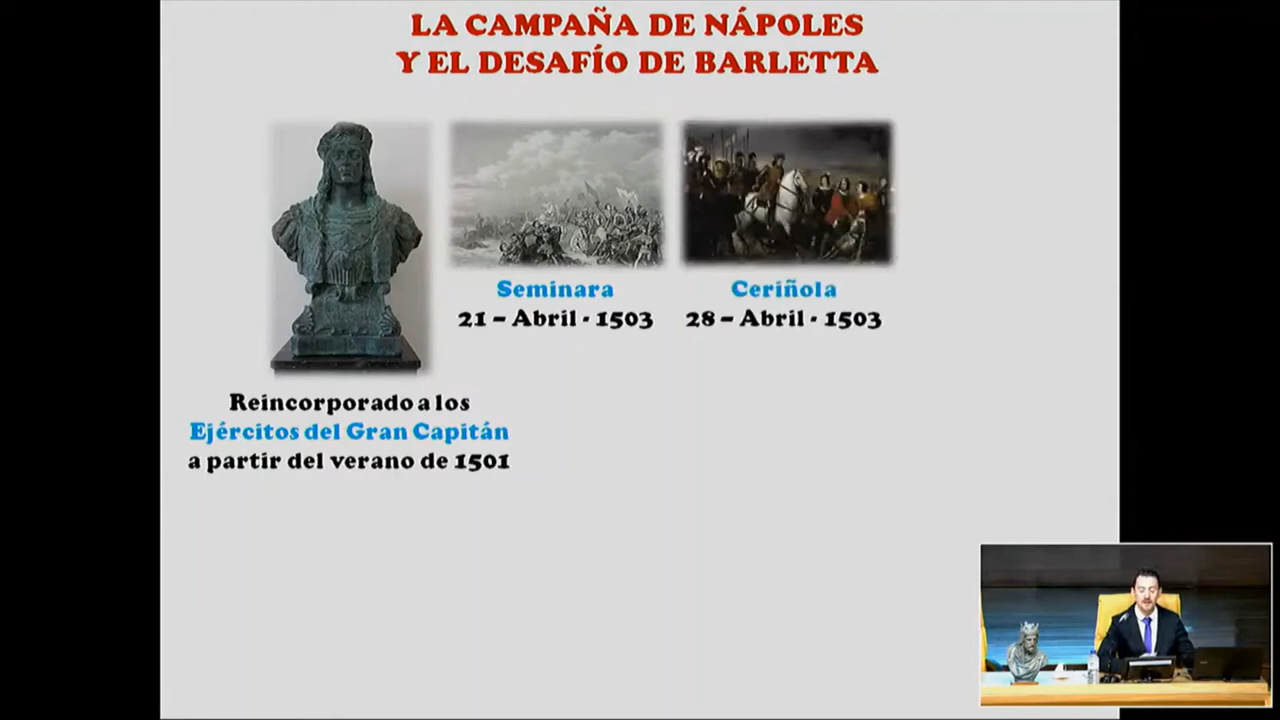 LA CAMPAÑA DE NÁPOLES
Y EL DESAFÍO DE BARLETTA
Seminara
21 – Abril - 1503
Ceriñola
28 – Abril - 1503
Reincorporado a los
Ejércitos del Gran Capitán
a partir del verano de 1501